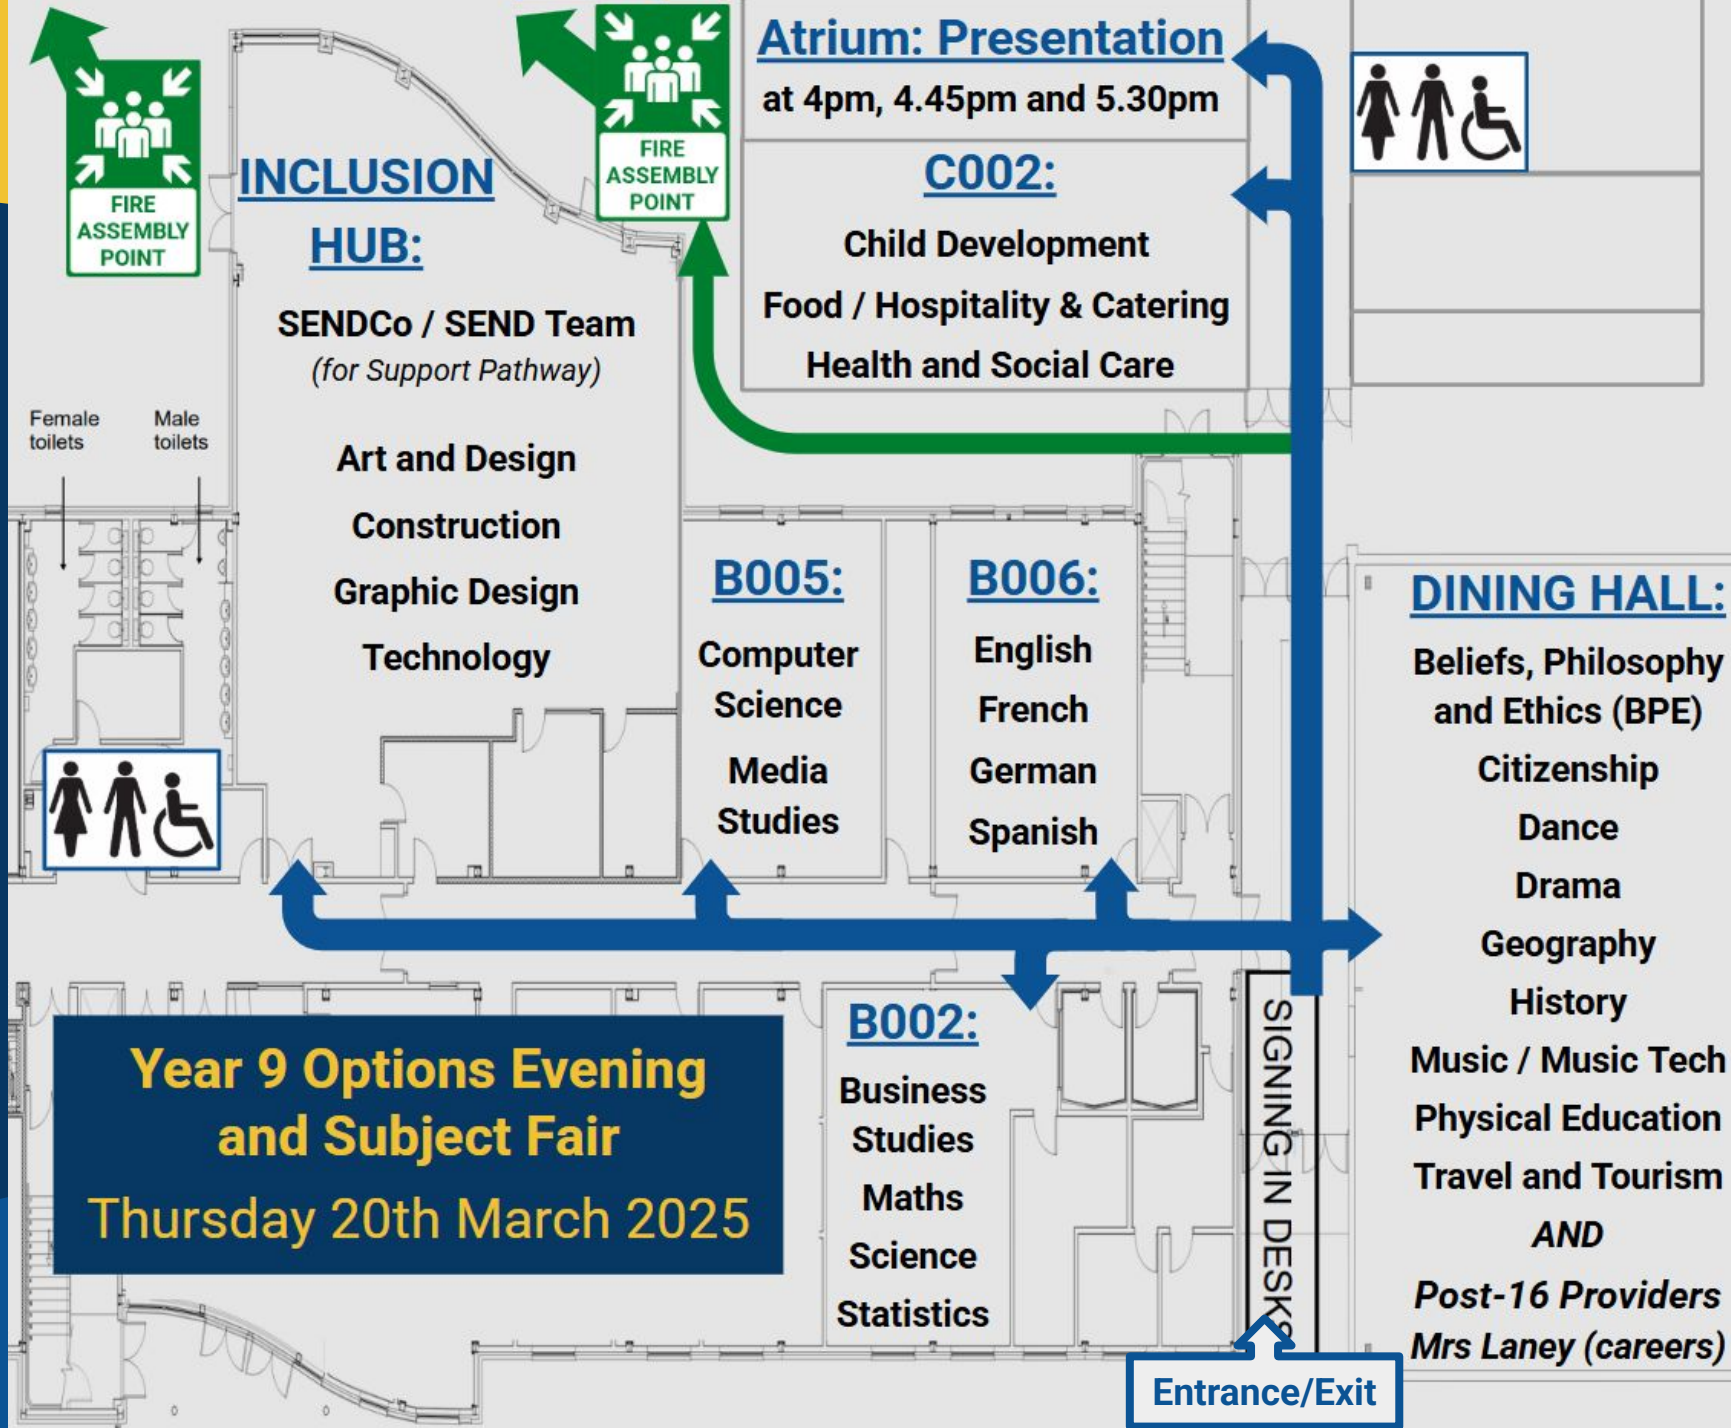 FIRE
ASSEMBLY
POINT
FIRE
ASSEMBLY
POINT
Atrium: Presentation
at 4pm, 4.45pm and 5.30pm
C002:
Child Development
Food / Hospitality & Catering
Health and Social Care
INCLUSION
HUB:
SENDCo / SEND Team
(for Support Pathway)
Art and Design
Construction
Graphic Design
Technology
Female
toilets
Male
toilets
B005:
Computer
Science
Media
Studies
B006:
English
French
German
Spanish
DINING HALL:
Beliefs, Philosophy
and Ethics (BPE)
Citizenship
Dance
Drama
Geography
History
Music / Music Tech
Physical Education
Travel and Tourism
AND
Post-16 Providers
Mrs Laney (careers)
B002:
Business
Studies
Maths
Science
Statistics
SIGNING IN DESKS
Year 9 Options Evening
and Subject Fair
Thursday 20th March 2025
Entrance/Exit